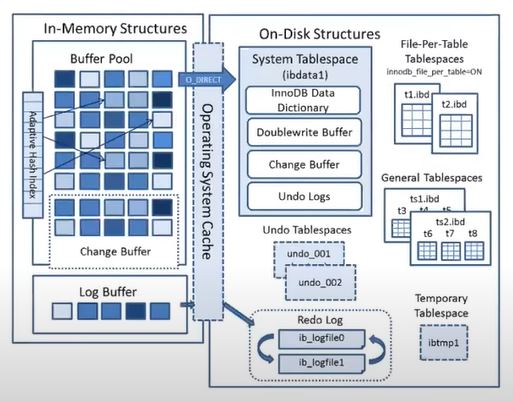 In-Memory Structures
Buffer Pool
Adaptive Hash Index
Change Buffer
Log Buffer
Operating System Cache
O_DIRECT
On-Disk Structures
System Tablespace
(ibdata1)
InnoDB Data
Dictionary
Doublewrite Buffer
Change Buffer
Undo Logs
File-Per-Table
Tablespaces
innodb_file_per_table=ON
t1.ibd
t2.ibd
General Tablespaces
ts1.ibd
t3 t4 t5
ts2.ibd
t6 t7 t8
Undo Tablespaces
undo_001
undo_002
Redo Log
ib_logfile0
ib_logfile1
Temporary
Tablespace
ibtmp1